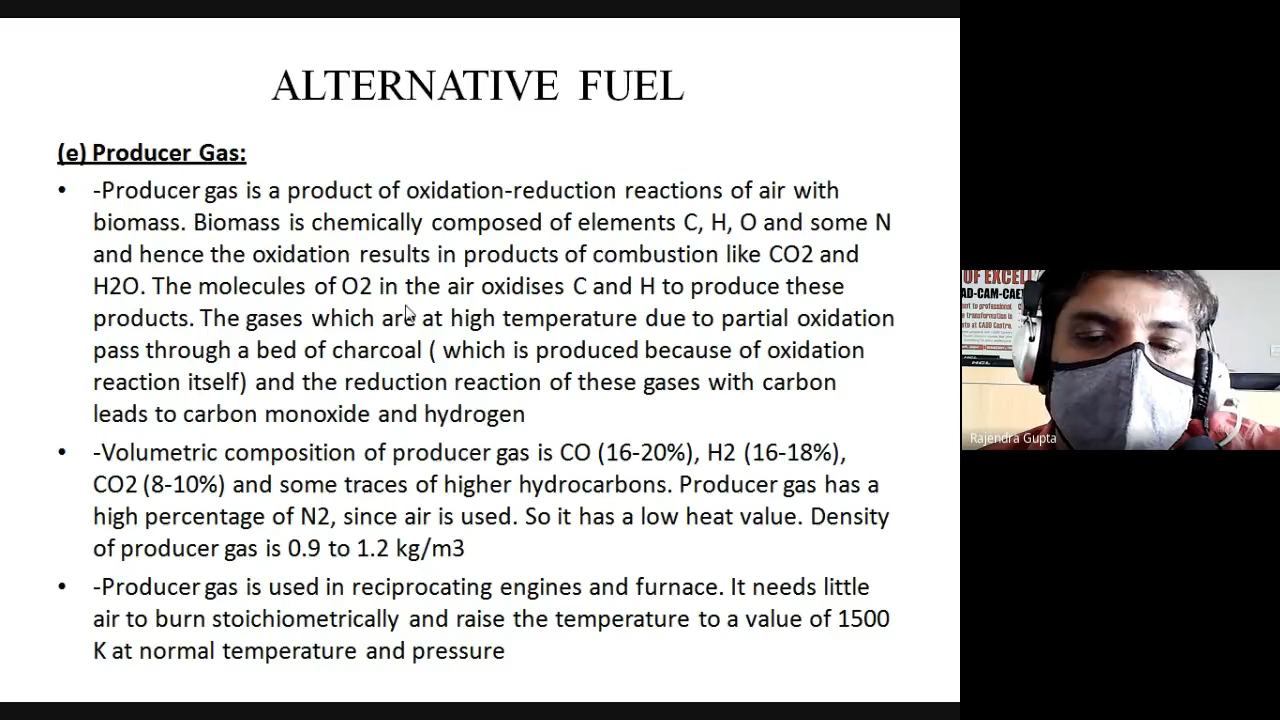 ALTERNATIVE FUEL
(e) Producer Gas:
• -Producer gas is a product of oxidation-reduction reactions of air with
biomass. Biomass is chemically composed of elements C, H, O and some N
and hence the oxidation results in products of combustion like CO2 and
H2O. The molecules of O2 in the air oxidises C and H to produce these
products. The gases which are at high temperature due to partial oxidation
pass through a bed of charcoal ( which is produced because of oxidation
reaction itself) and the reduction reaction of these gases with carbon
leads to carbon monoxide and hydrogen
• -Volumetric composition of producer gas is CO (16-20%), H2 (16-18%),
CO2 (8-10%) and some traces of higher hydrocarbons. Producer gas has a
high percentage of N2, since air is used. So it has a low heat value. Density
of producer gas is 0.9 to 1.2 kg/m3
• -Producer gas is used in reciprocating engines and furnace. It needs little
air to burn stoichiometrically and raise the temperature to a value of 1500
K at normal temperature and pressure
OF EXCELL
AD-CAM-CAE
Rajendra Gupta